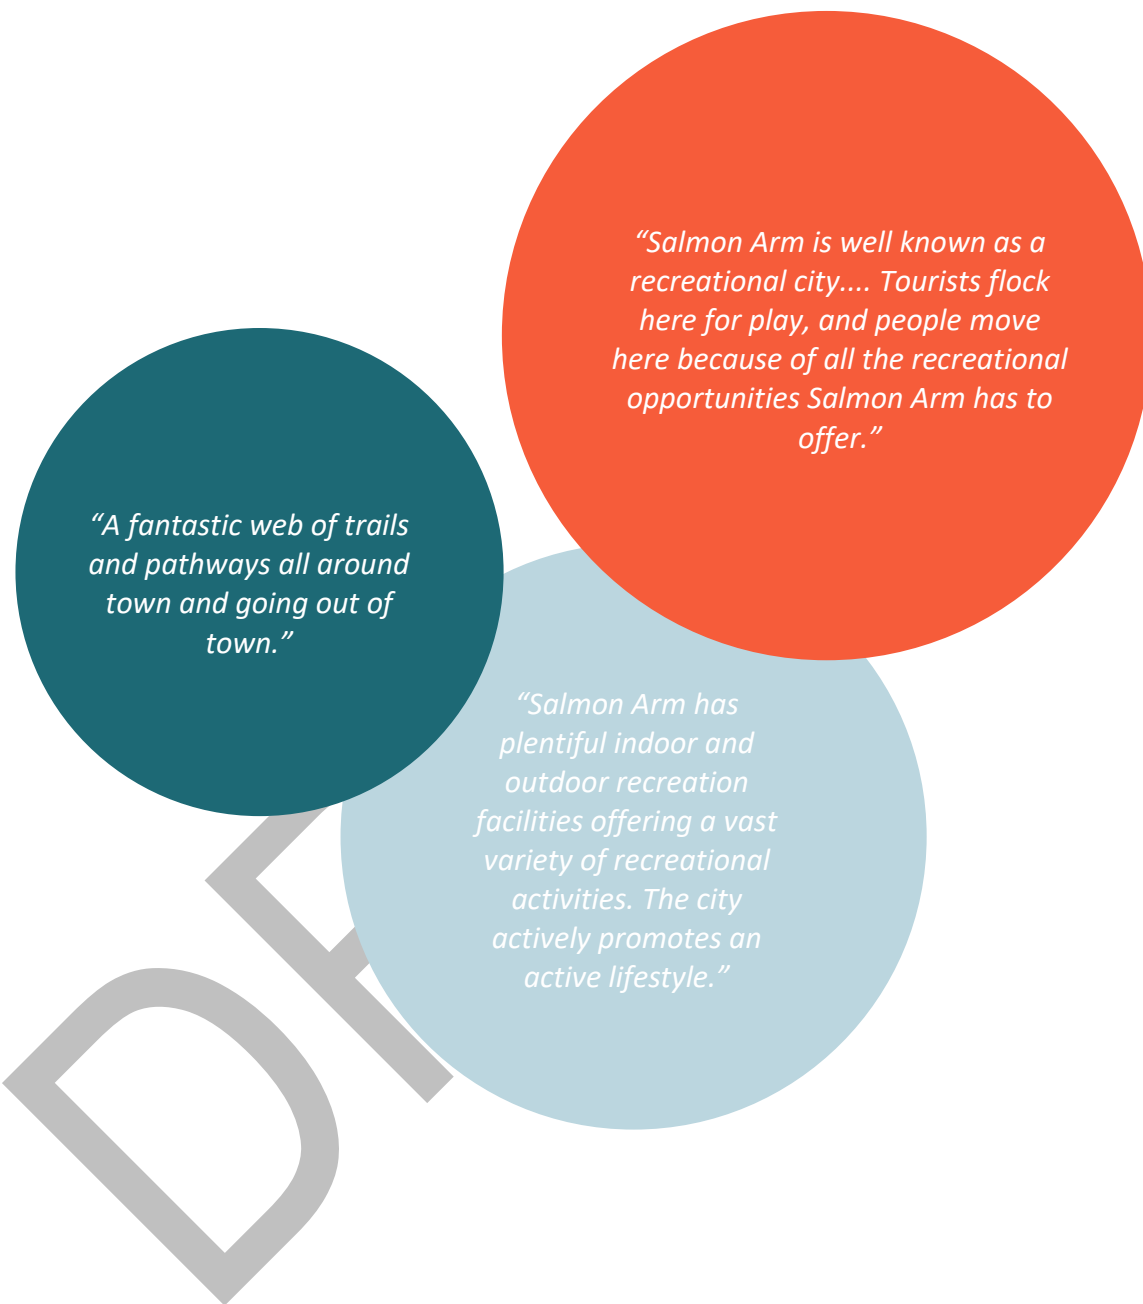 “Salmon Arm is well known as a
recreational city.... Tourists flock
here for play, and people move
here because of all the recreational
opportunities Salmon Arm has to
offer.”
“A fantastic web of trails
and pathways all around
town and going out of
town.”
“Salmon Arm has
plentiful indoor and
outdoor recreation
facilities offering a vast
variety of recreational
activities. The city
actively promotes an
active lifestyle.”
D